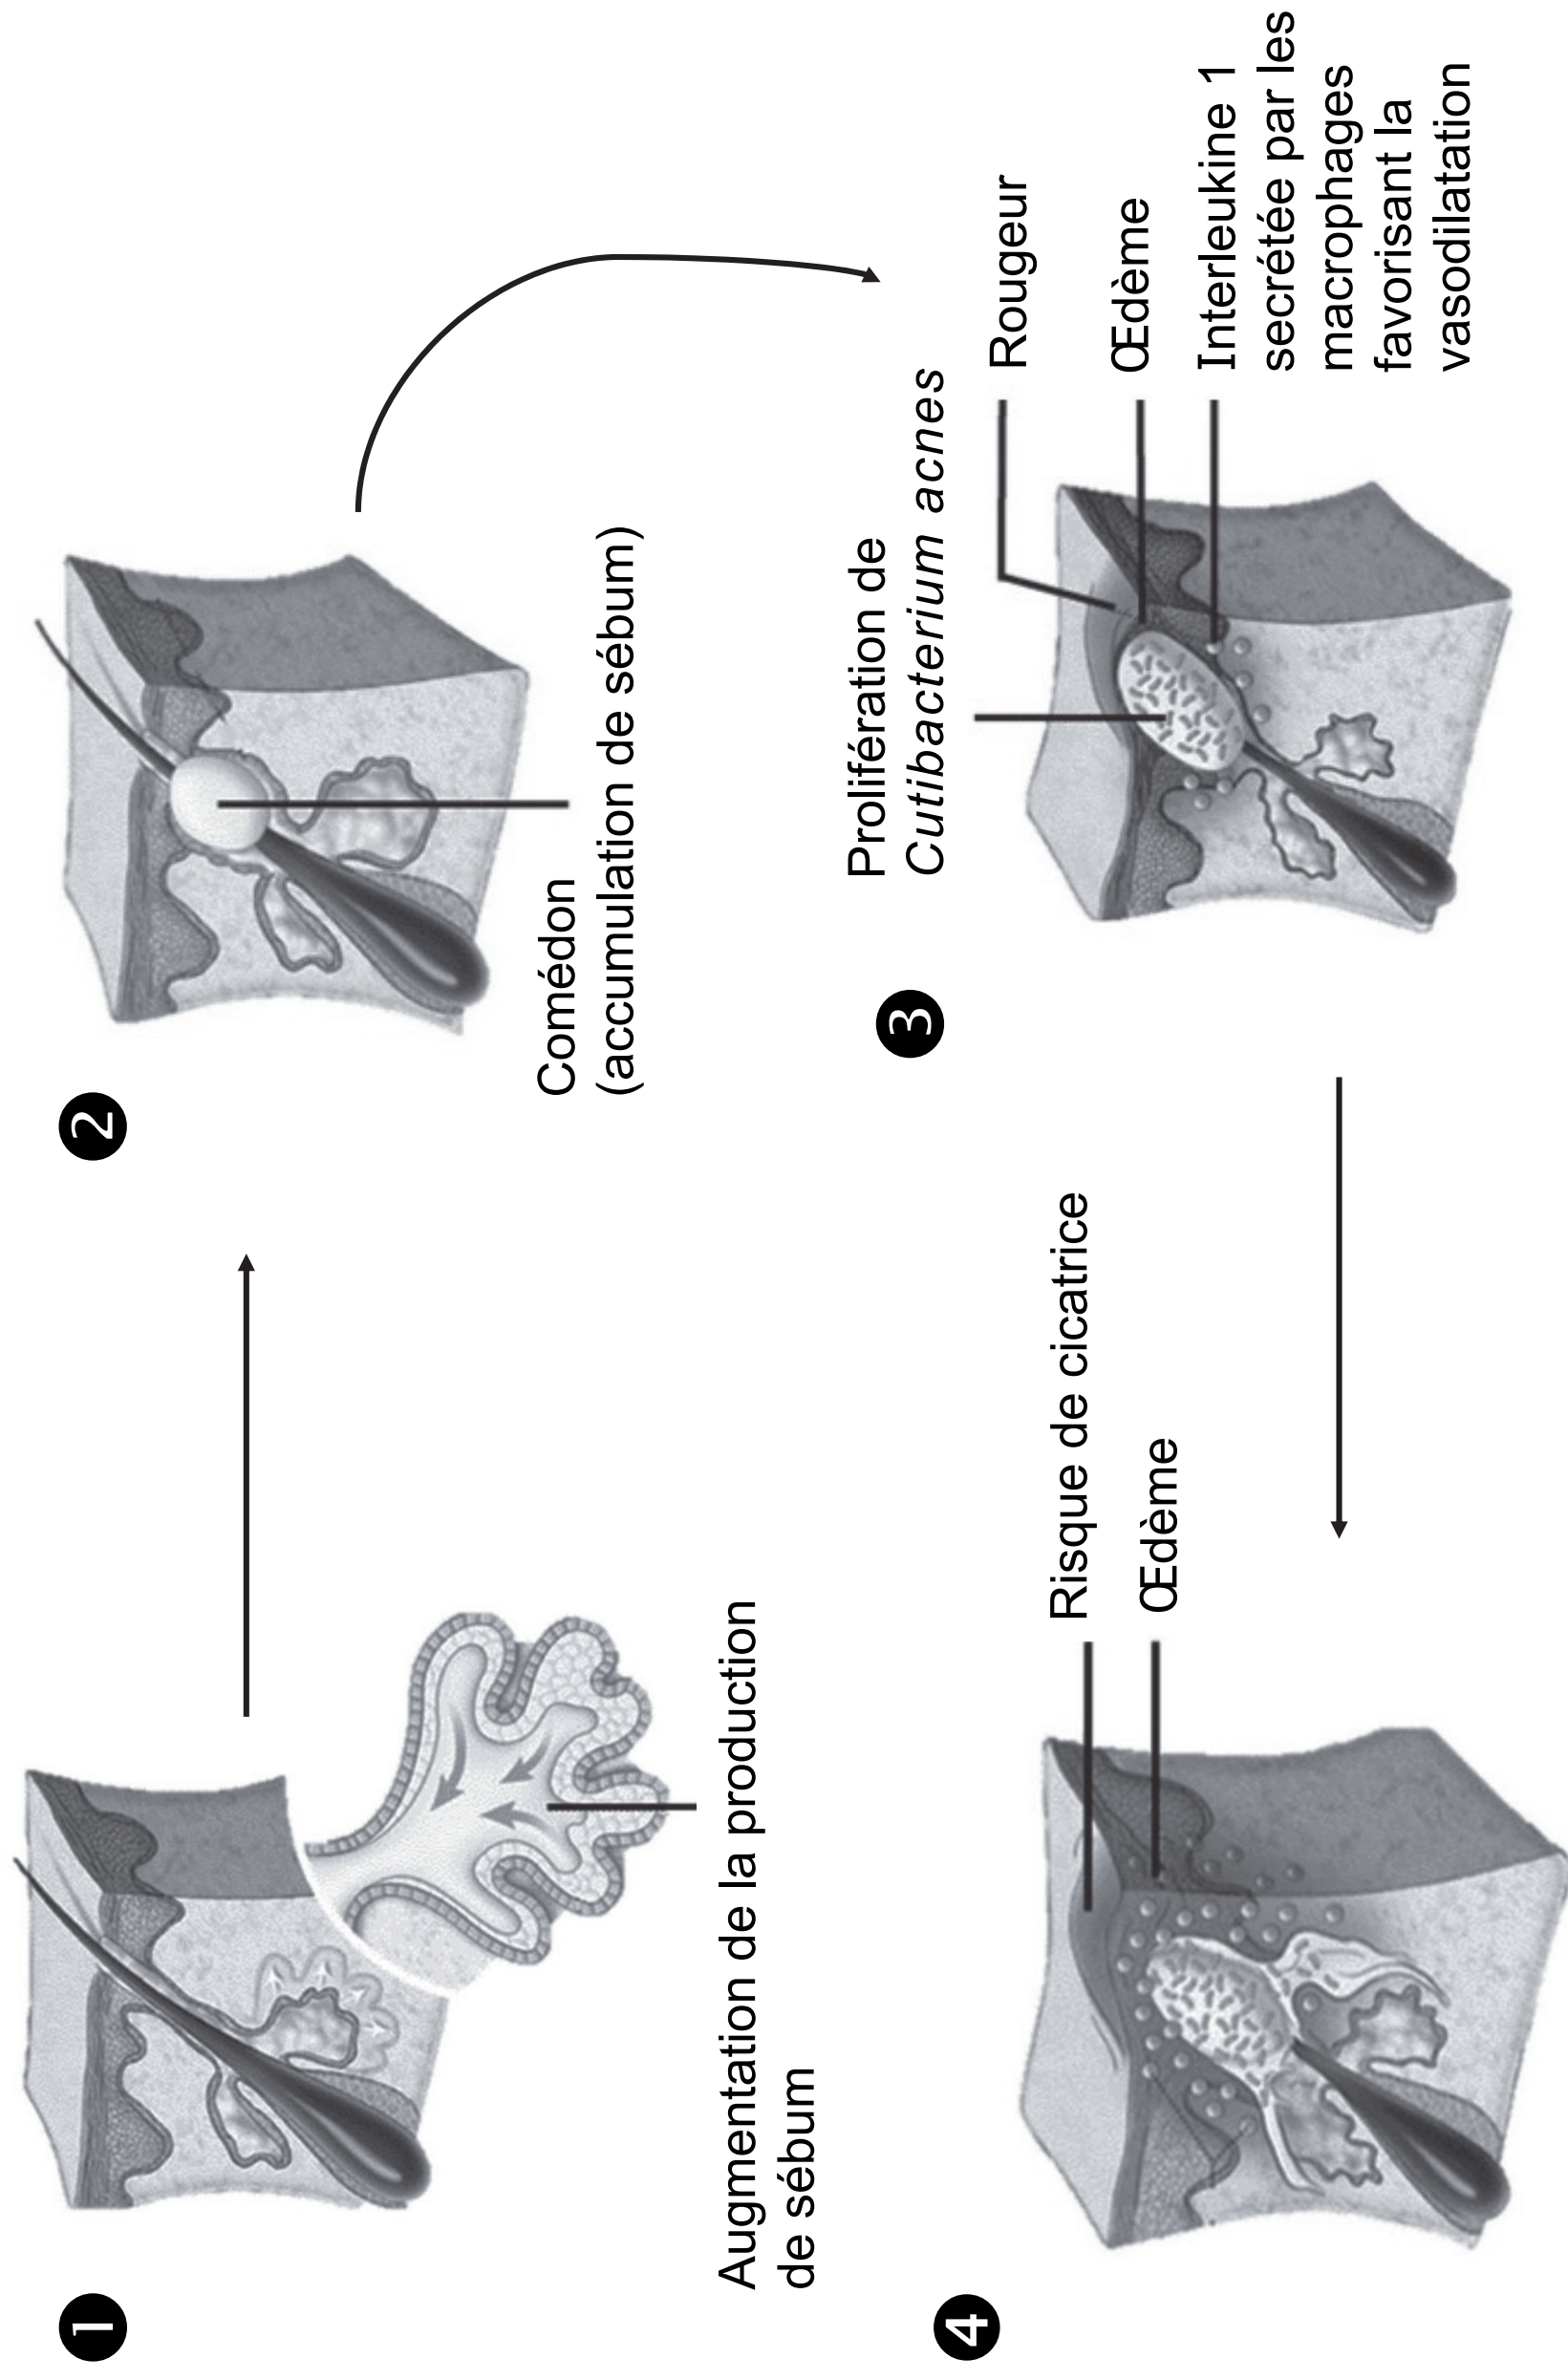 1
Augmentation de la production
de sébum
2
Comédon
(accumulation de sébum)
3
Prolifération de
Cutibacterium acnes
Rougeur
Œdème
Interleukine 1
secrétée par les
macrophages
favorisant la
vasodilatation
4
Risque de cicatrice
Œdème